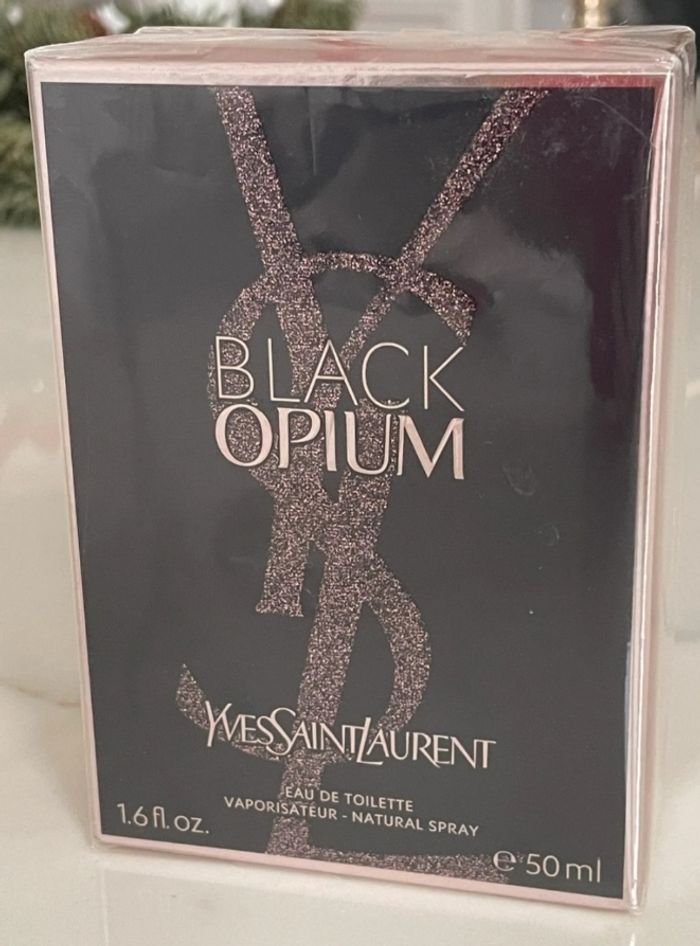 BLACK
OPIUM
YVESSAINTLAURENT
EAU DE TOILETTE
VAPORISATEUR - NATURAL SPRAY
1.6 fl. oz.
e 50 ml